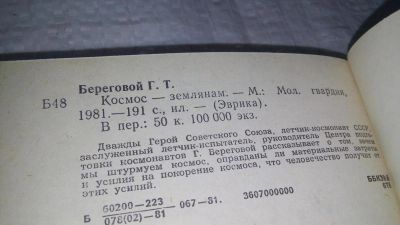 Береговой Г. Т.
Б48 Космос — землянам. — М.: Мол. гвардия,
1981.—191 с., ил. — (Эврика).
В пер.: 50 к. 100 000 экз.
Дважды Герой Советского Союза, летчик-космонавт СССР,
заслуженный летчик-испытатель, руководитель Центра подго-
товки космонавтов Г. Береговой рассказывает о том, зачем
мы штурмуем космос, оправданы ли материальные затраты
и усилия на покорение космоса, что человечество получит от
этих усилий.
Б 60200—223 067—81. 3607000000
078(02)—81